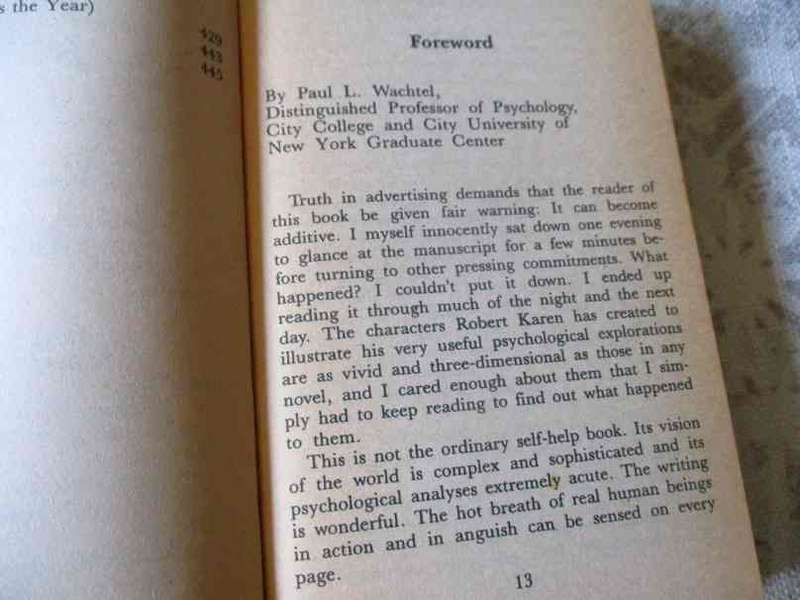 s the Year)
429
443
445
Foreword
By Paul L. Wachtel,
Distinguished Professor of Psychology,
City College and City University of
New York Graduate Center
Truth in advertising demands that the reader of
this book be given fair warning: It can become
additive. I myself innocently sat down one evening
to glance at the manuscript for a few minutes be-
fore turning to other pressing commitments. What
happened? I couldn't put it down. I ended up
reading it through much of the night and the next
day. The characters Robert Karen has created to
illustrate his very useful psychological explorations
are as vivid and three-dimensional as those in any
novel, and I cared enough about them that I sim-
ply had to keep reading to find out what happened
to them.
This is not the ordinary self-help book. Its vision
of the world is complex and sophisticated and its
psychological analyses extremely acute. The writing
is wonderful. The hot breath of real human beings
in action and in anguish can be sensed on every
page.
13